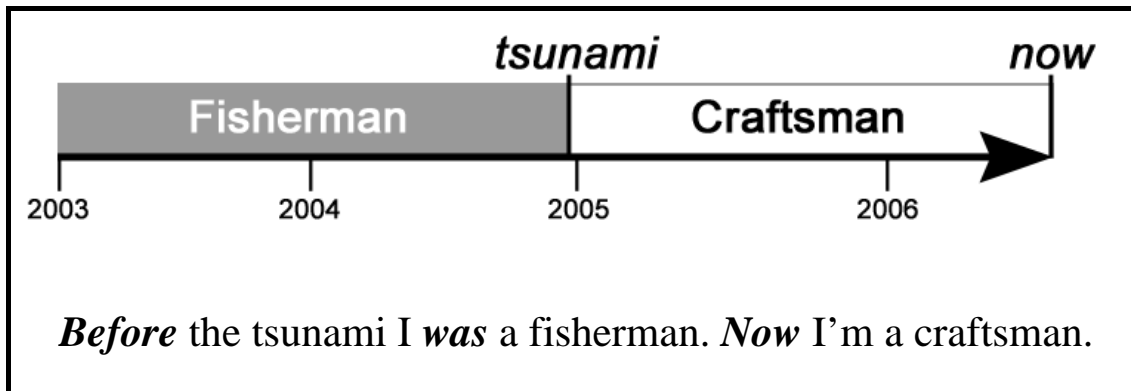 tsunami now
Fisherman Craftsman
2003 2004 2005 2006
Before the tsunami I was a fisherman. Now I’m a craftsman.